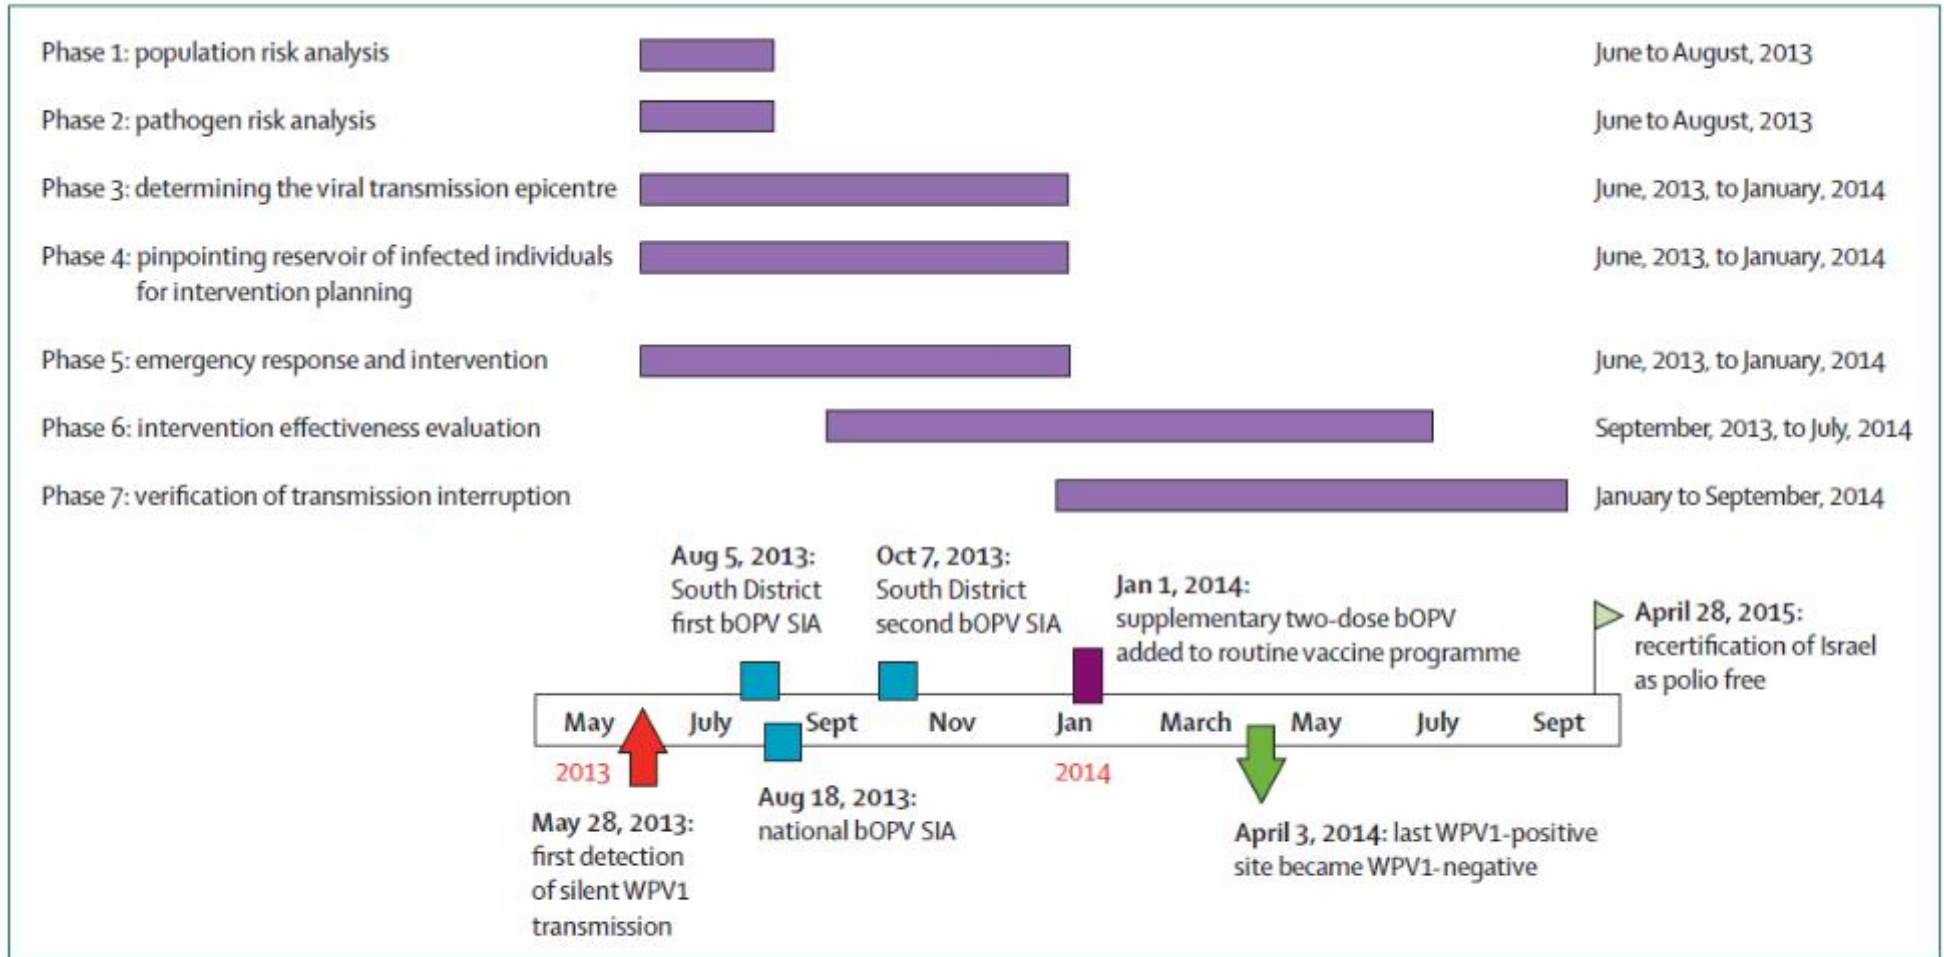 Phase 1: population risk analysis
June to August, 2013
Phase 2: pathogen risk analysis
June to August, 2013
Phase 3: determining the viral transmission epicentre
June, 2013, to January, 2014
Phase 4: pinpointing reservoir of infected individuals
for intervention planning
June, 2013, to January, 2014
Phase 5: emergency response and intervention
June, 2013, to January, 2014
Phase 6: intervention effectiveness evaluation
September, 2013, to July, 2014
Phase 7: verification of transmission interruption
January to September, 2014
Aug 5, 2013:
South District
first bOPV SIA
Oct 7, 2013:
South District
second bOPV SIA
Jan 1, 2014:
supplementary two-dose bOPV
added to routine vaccine programme
April 28, 2015:
recertification of Israel
as polio free
May July Sept Nov Jan March May July Sept
2013 2014
May 28, 2013:
first detection
of silent WPV1
transmission
Aug 18, 2013:
national bOPV SIA
April 3, 2014: last WPV1-positive
site became WPV1-negative